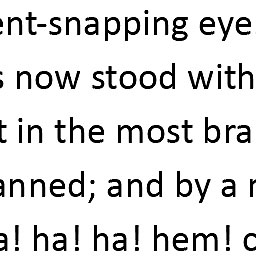 ent-snapping eye
s now stood with
t in the most bra
anned; and by a r
a! ha! ha! hem! c